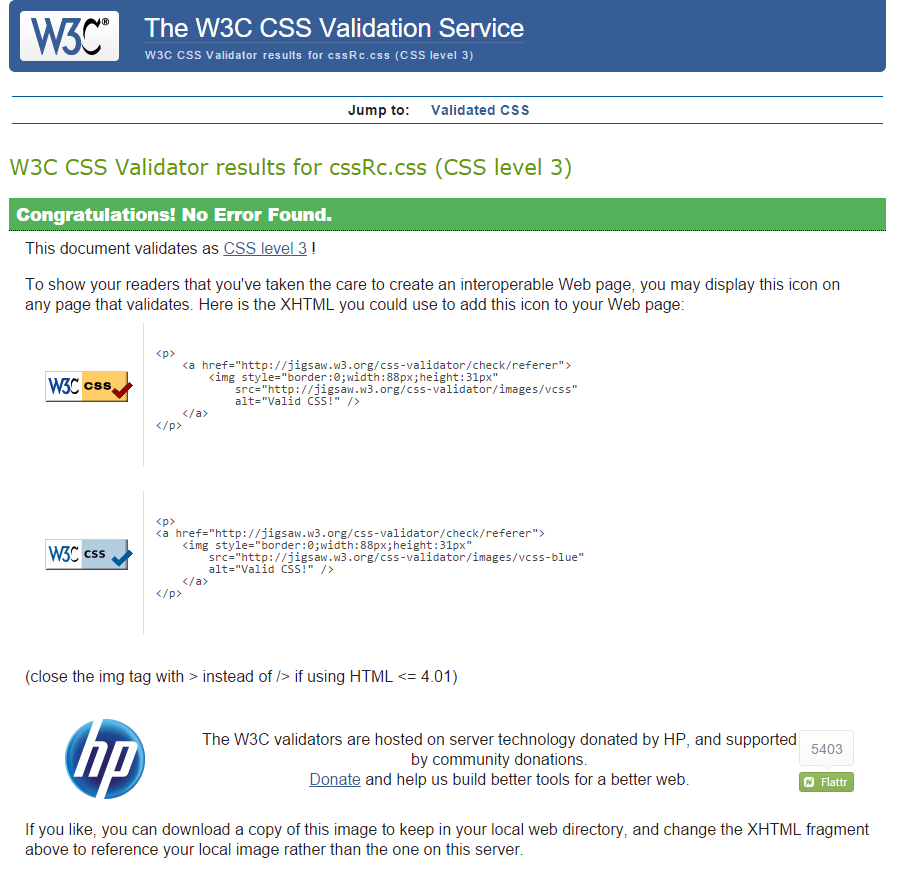 W3C®
The W3C CSS Validation Service
W3C CSS Validator results for cssRc.css (CSS level 3)
Jump to: Validated CSS
W3C CSS Validator results for cssRc.css (CSS level 3)
Congratulations! No Error Found.
This document validates as CSS level 3 !
To show your readers that you've taken the care to create an interoperable Web page, you may display this icon on
any page that validates. Here is the XHTML you could use to add this icon to your Web page:
W3C css
<p>
<a href="http://jigsaw.w3.org/css-validator/check/referer">
<img style="border:0;width:88px;height:31px"
src="http://jigsaw.w3.org/css-validator/images/vcss"
alt="Valid CSS!" />
</a>
</p>
W3C css
<p>
<a href="http://jigsaw.w3.org/css-validator/check/referer">
<img style="border:0;width:88px;height:31px"
src="http://jigsaw.w3.org/css-validator/images/vcss-blue"
alt="Valid CSS!" />
</a>
</p>
(close the img tag with > instead of /> if using HTML <= 4.01)
hp
The W3C validators are hosted on server technology donated by HP, and supported
by community donations.
Donate and help us build better tools for a better web.
5403
Flattr
If you like, you can download a copy of this image to keep in your local web directory, and change the XHTML fragment
above to reference your local image rather than the one on this server.